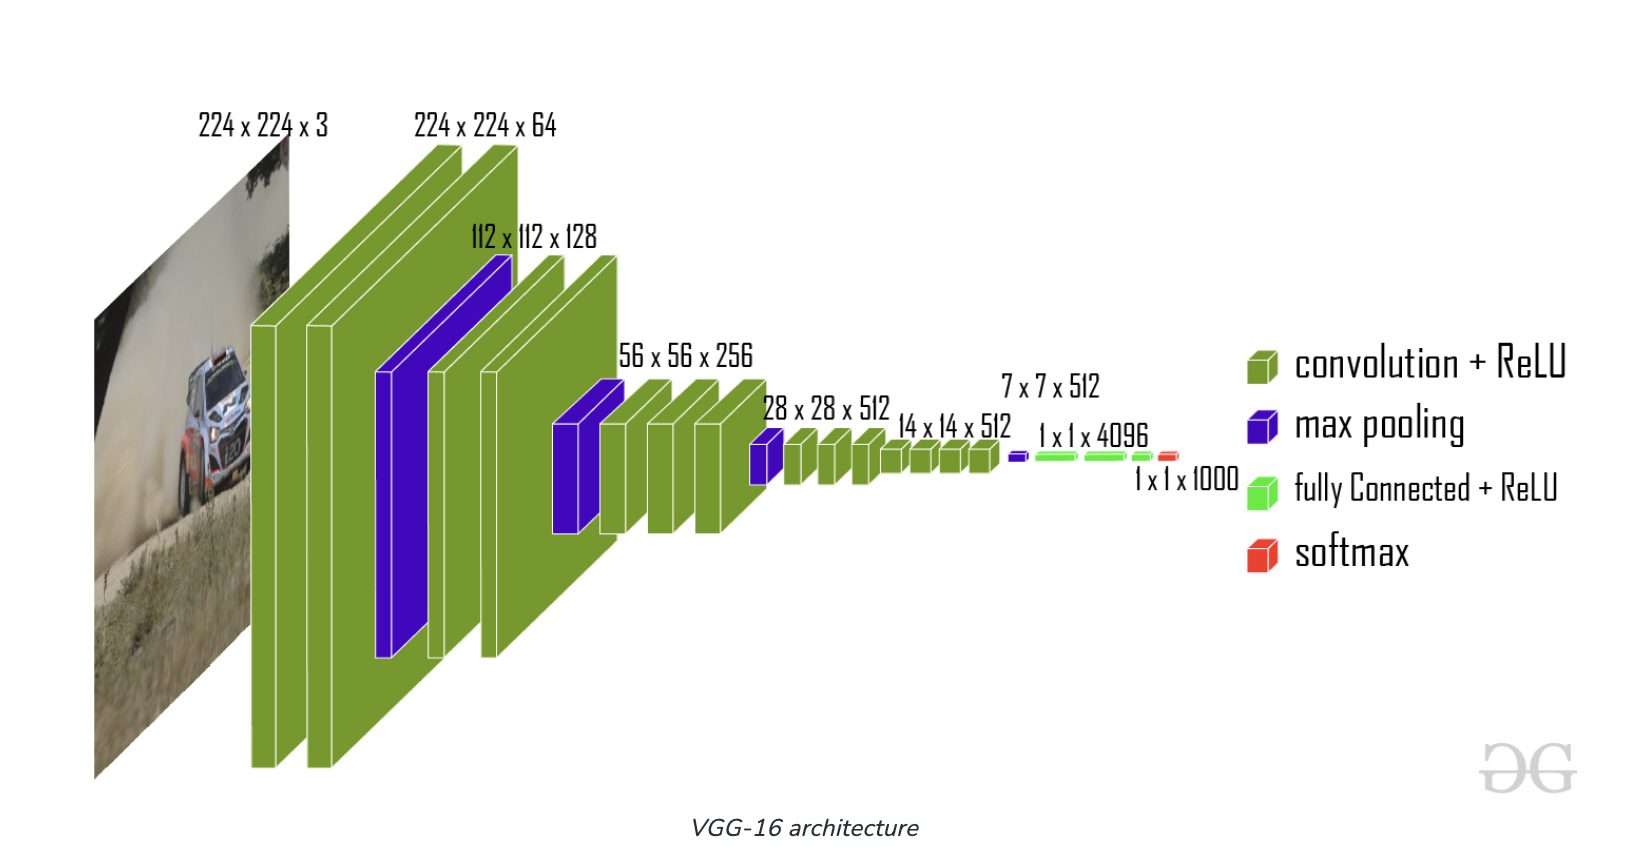 224 x 224 x 3
224 x 224 x 64
112 x 112 x 128
56 x 56 x 256
28 x 28 x 512
14 x 14 x 512
7 x 7 x 512
1 x 1 x 4096
1 x 1 x 1000
convolution + ReLU
max pooling
fully Connected + ReLU
softmax
VGG-16 architecture